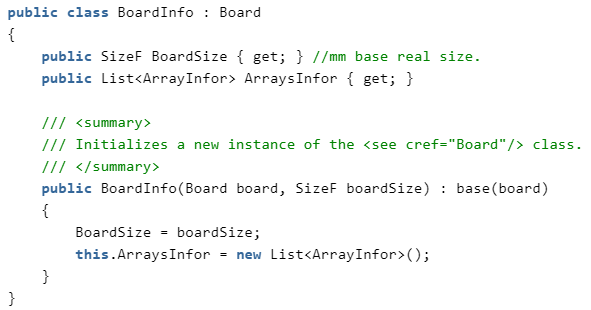 public class BoardInfo : Board
{
    public SizeF BoardSize { get; } //mm base real size.
    public List<ArrayInfor> ArraysInfor { get; }
    /// <summary>
    /// Initializes a new instance of the <see cref="Board"/> class.
    /// </summary>
    public BoardInfo(Board board, SizeF boardSize) : base(board)
    {
        BoardSize = boardSize;
        this.ArraysInfor = new List<ArrayInfor>();
    }
}